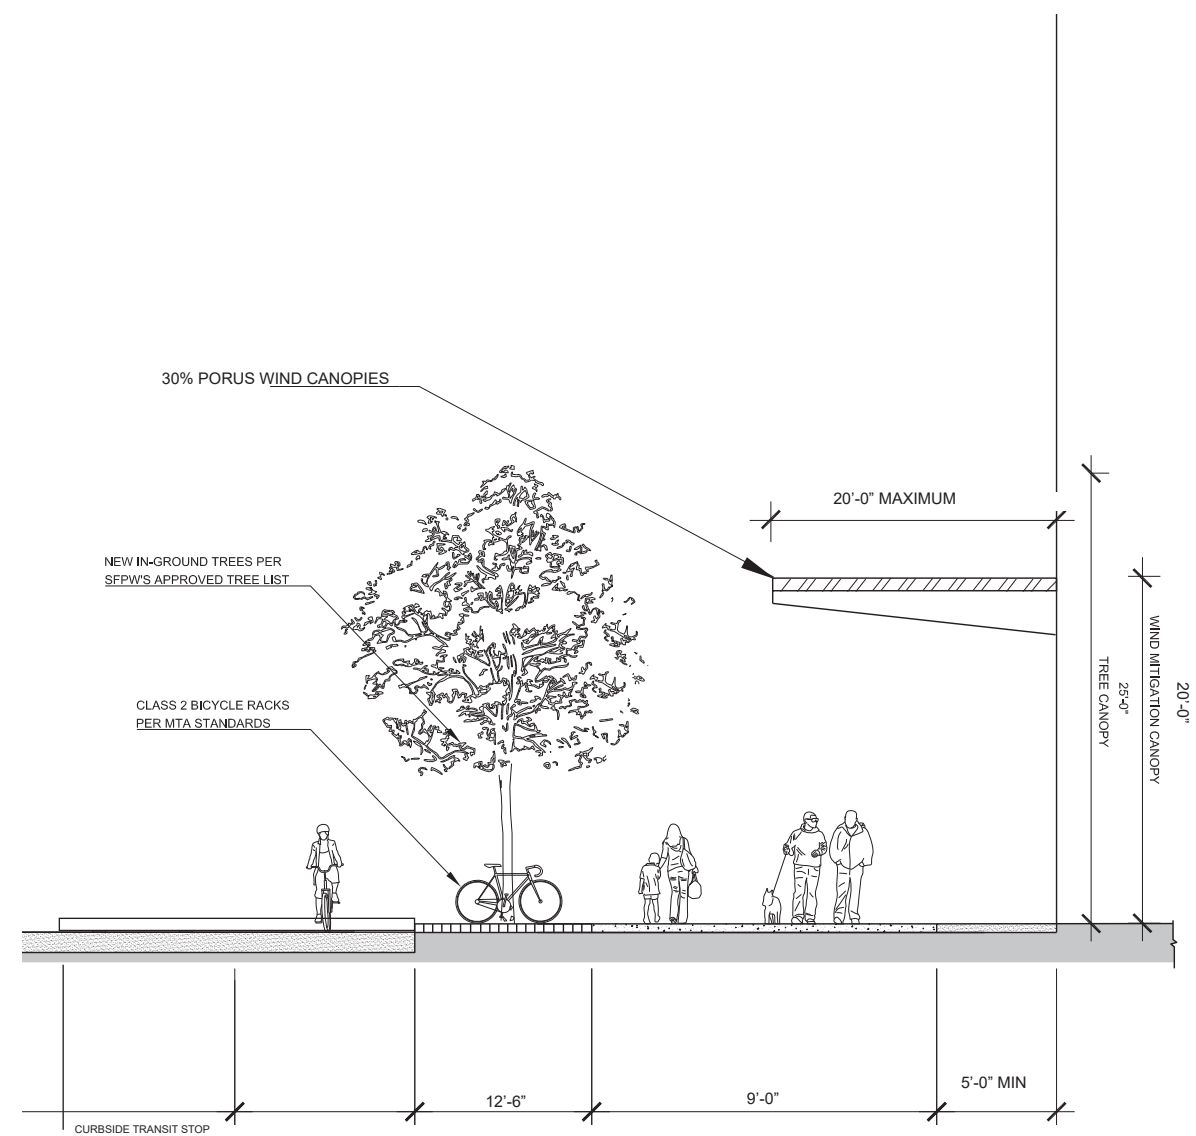 30% PORUS WIND CANOPIES
20'-0” MAXIMUM
NEW IN-GROUND TREES PER
SFPW'S APPROVED TREE LIST
CLASS 2 BICYCLE RACKS
PER MTA STANDARDS
TREE CANOPY
25'-0"
WIND MITIGATION CANOPY
20'-0”
5'-0” MIN
12'-6”
9'-0”
CURBSIDE TRANSIT STOP